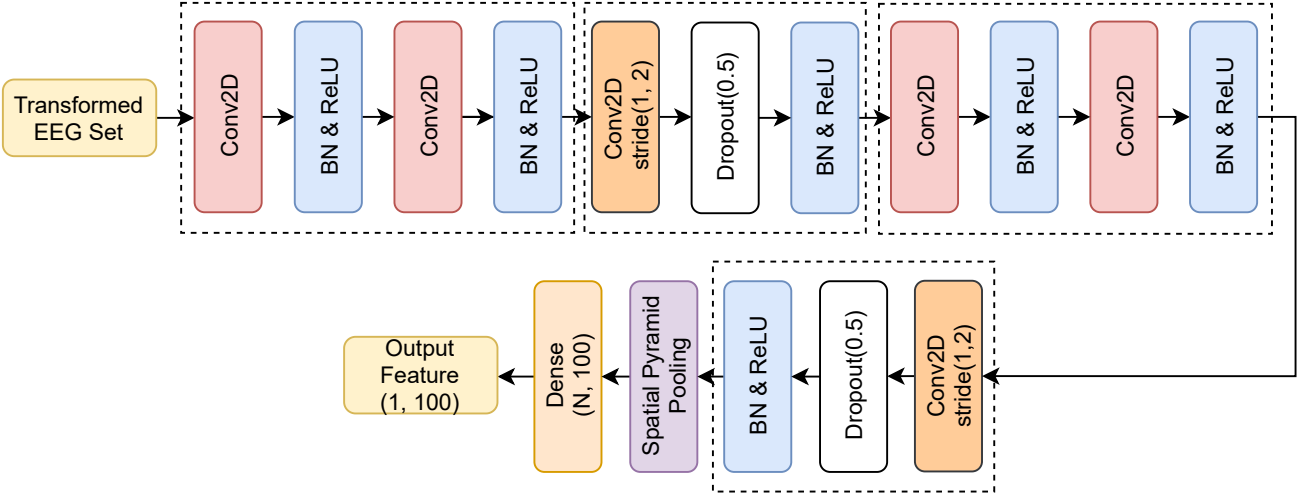 Transformed
EEG Set
Conv2D
BN & ReLU
Conv2D
BN & ReLU
Conv2D
stride(1, 2)
Dropout(0.5)
BN & ReLU
Conv2D
BN & ReLU
Conv2D
BN & ReLU
Conv2D
stride(1,2)
Dropout(0.5)
BN & ReLU
Spatial Pyramid
Pooling
Dense
(N, 100)
Output
Feature
(1, 100)